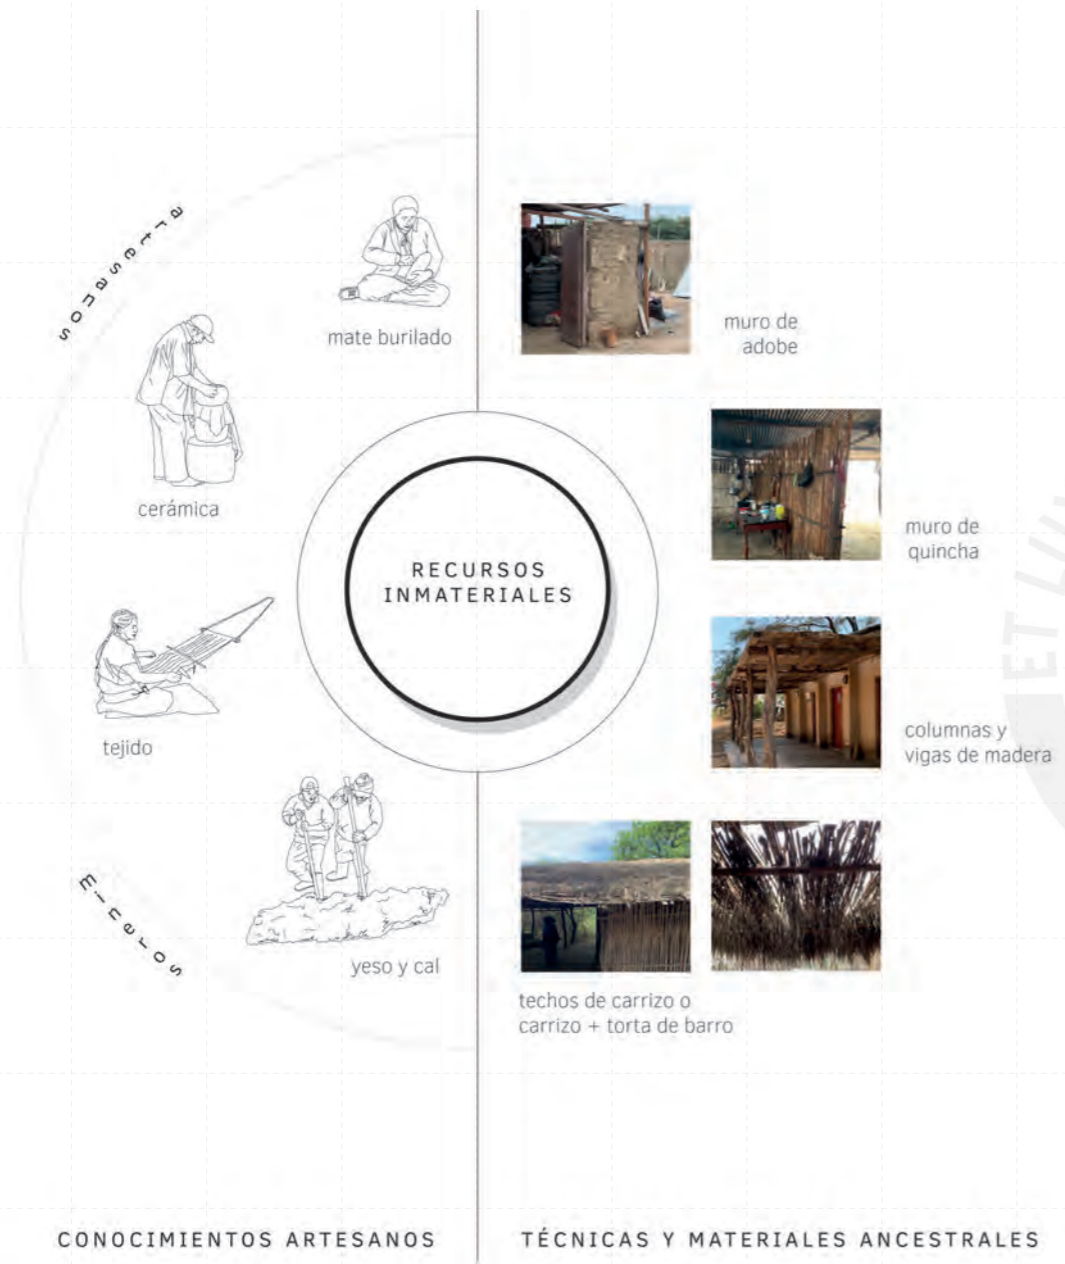 artesanos
mate burilado
cerámica
tejido
mineros
yeso y cal
RECURSOS
INMATERIALES
muro de
adobe
muro de
quincha
columnas y
vigas de madera
techos de carrizo o
carrizo + torta de barro
CONOCIMIENTOS ARTESANOS
TÉCNICAS Y MATERIALES ANCESTRALES